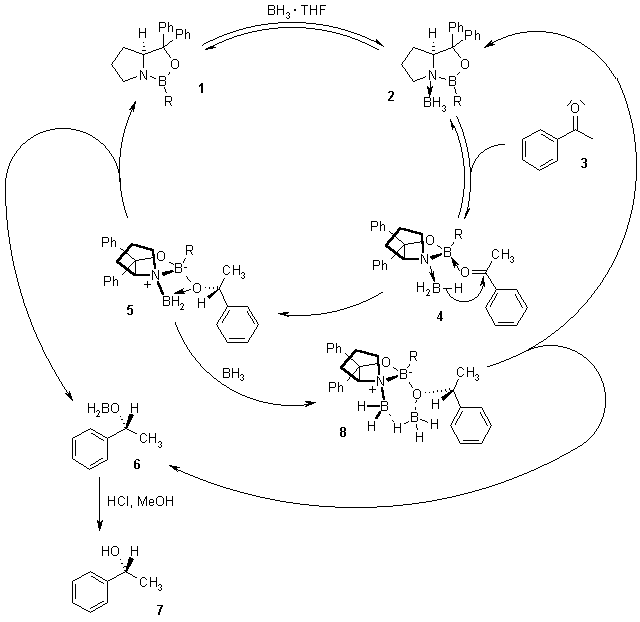 BH3 · THF
H
Ph
Ph
O
N
B
R
1
H
Ph
Ph
O
N
B
BH3
R
2
O
3
Ph
Ph
O
R
N
B
O
CH3
H2B
H
4
Ph
Ph
O
R
N
+
B-
O
CH3
BH2
H
5
BH3
Ph
Ph
O
R
N
+
B-
O
CH3
H
B
H
H
H
B
H
H
8
H2BO
H
CH3
6
HCl, MeOH
HO
H
CH3
7